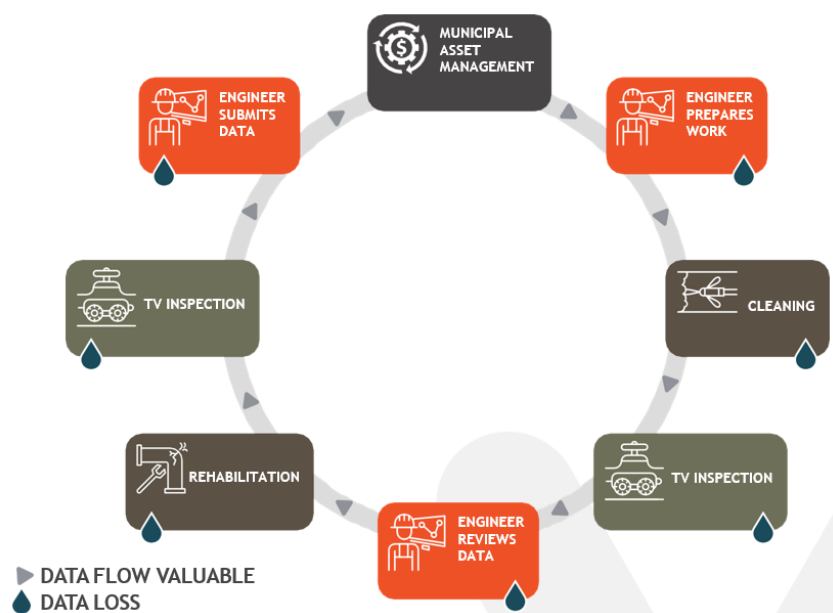 MUNICIPAL
ASSET
MANAGEMENT
$
ENGINEER
PREPARES
WORK
CLEANING
TV INSPECTION
ENGINEER
REVIEWS
DATA
REHABILITATION
TV INSPECTION
ENGINEER
SUBMITS
DATA
DATA FLOW VALUABLE
DATA LOSS